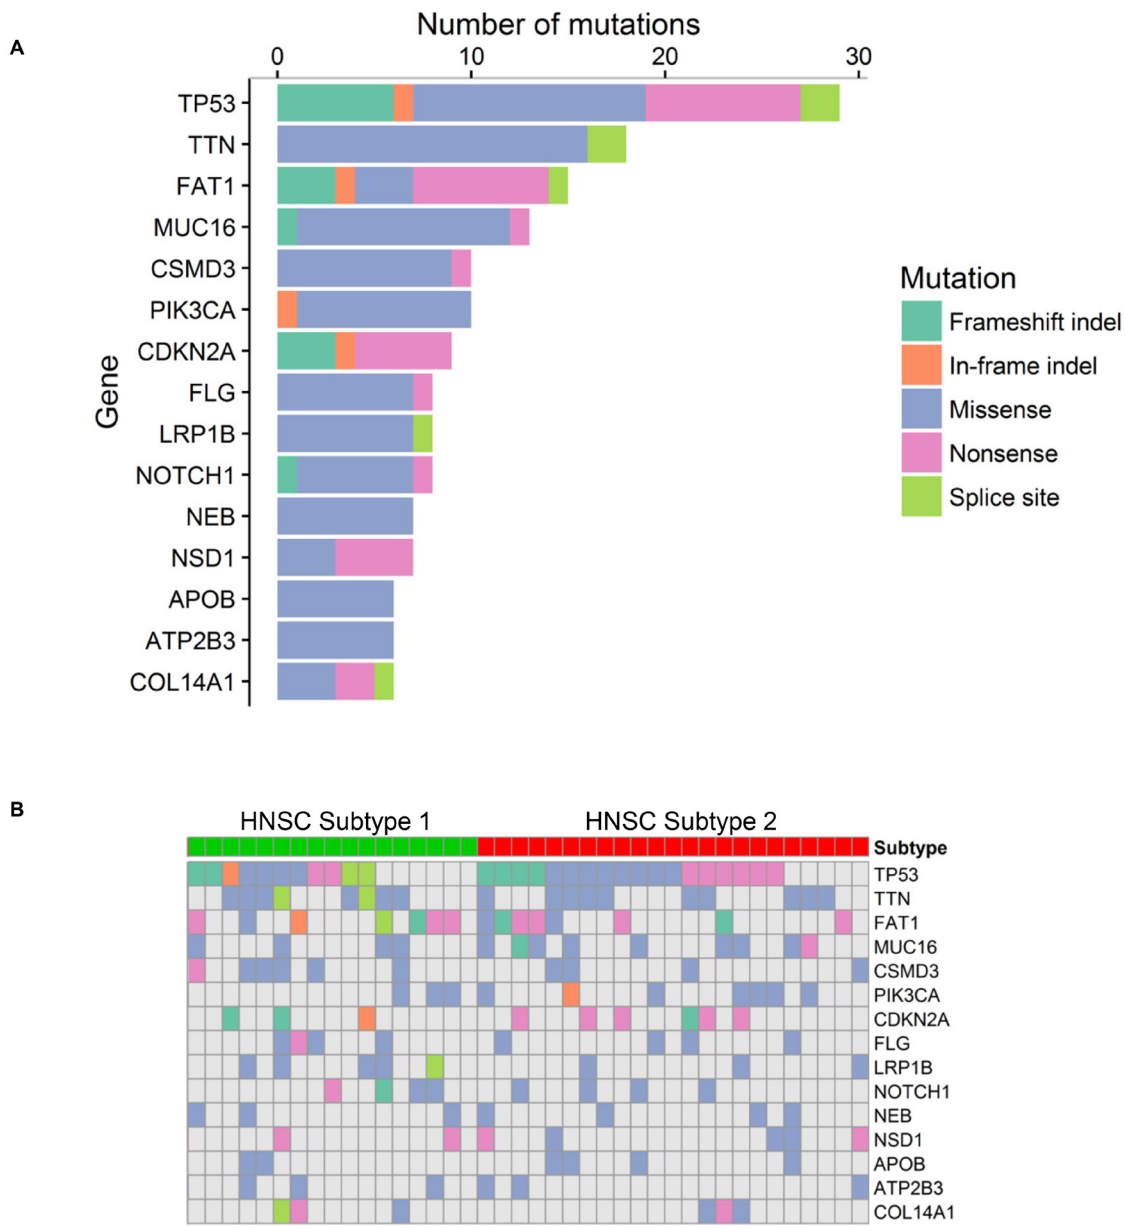 A
Number of mutations
0 10 20 30
TP53
TTN
FAT1
MUC16
CSMD3
PIK3CA
CDKN2A
FLG
LRP1B
NOTCH1
NEB
NSD1
APOB
ATP2B3
COL14A1
Gene
Mutation
Frameshift indel
In-frame indel
Missense
Nonsense
Splice site
B
HNSC Subtype 1 HNSC Subtype 2
Subtype
TP53
TTN
FAT1
MUC16
CSMD3
PIK3CA
CDKN2A
FLG
LRP1B
NOTCH1
NEB
NSD1
APOB
ATP2B3
COL14A1